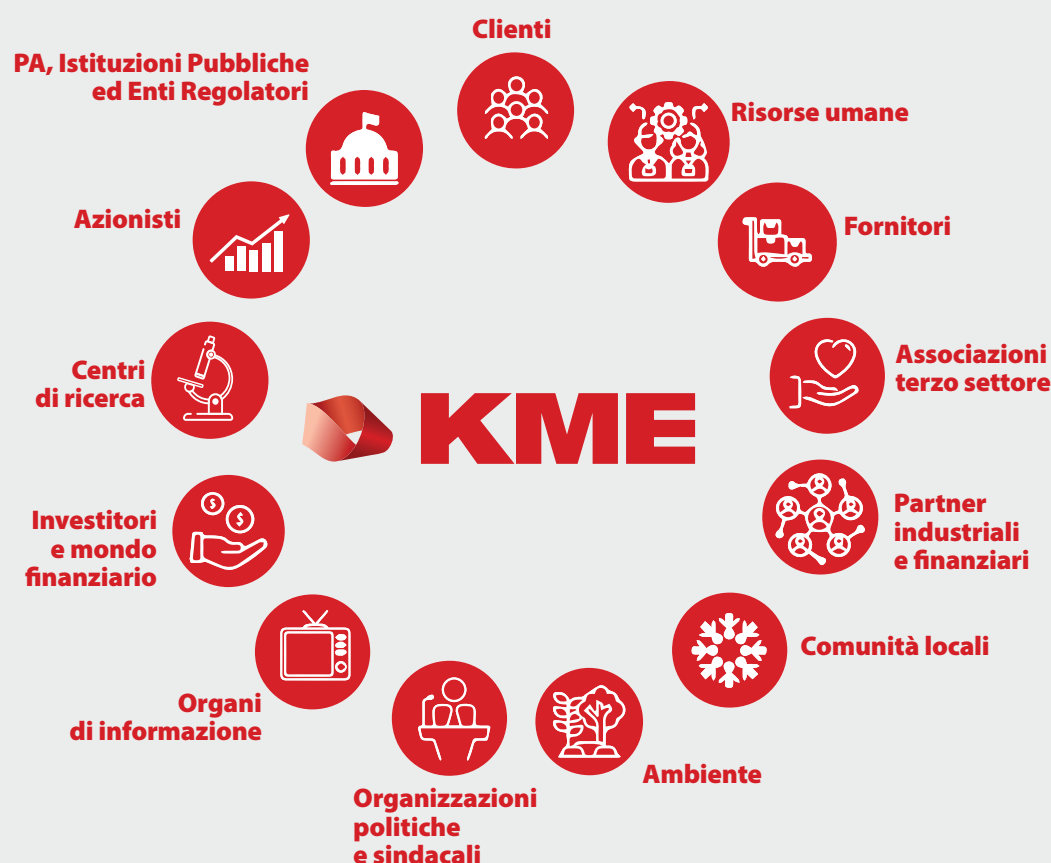 Clienti
PA, Istituzioni Pubbliche
ed Enti Regolatori
Risorse umane
Azionisti
Fornitori
Centri
di ricerca
Associazioni
terzo settore
KME
Investitori
e mondo
finanziario
Partner
industriali
e finanziari
Comunità locali
Organi
di informazione
Ambiente
Organizzazioni
politiche
e sindacali